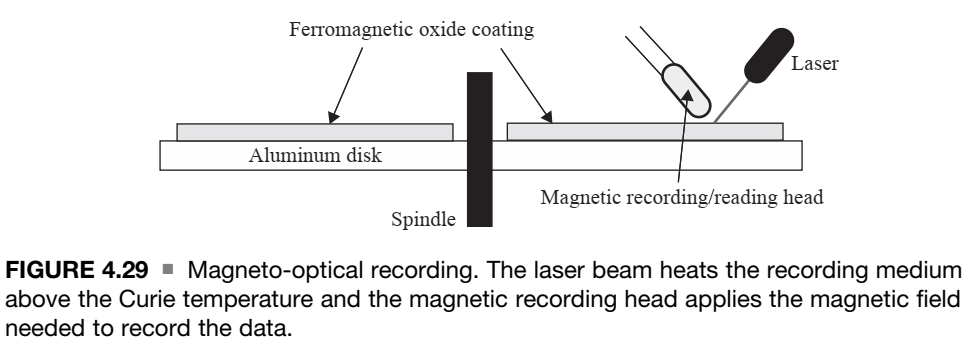 Ferromagnetic oxide coating
Laser
Aluminum disk
Magnetic recording/reading head
Spindle
FIGURE 4.29 ■ Magneto-optical recording. The laser beam heats the recording medium
above the Curie temperature and the magnetic recording head applies the magnetic field
needed to record the data.